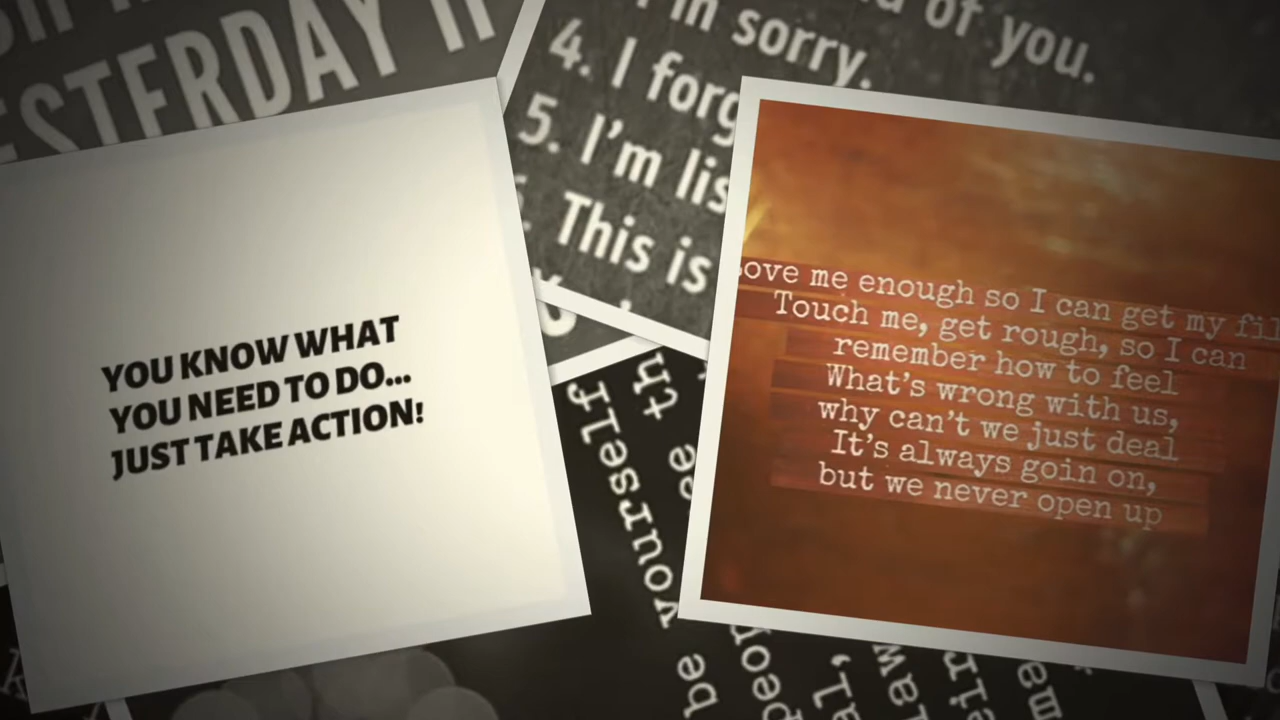 YESTERDAY
sorry.
of you.
4. I forg
5. I'm lis
This is
YOU KNOW WHAT
YOU NEED TO DO...
JUST TAKE ACTION!
ove me enough so I can get my fil
Touch me, get rough, so I can
remember how to feel
What's wrong with us,
why can't we just deal
It's always goin on,
but we never open up
yourself
be